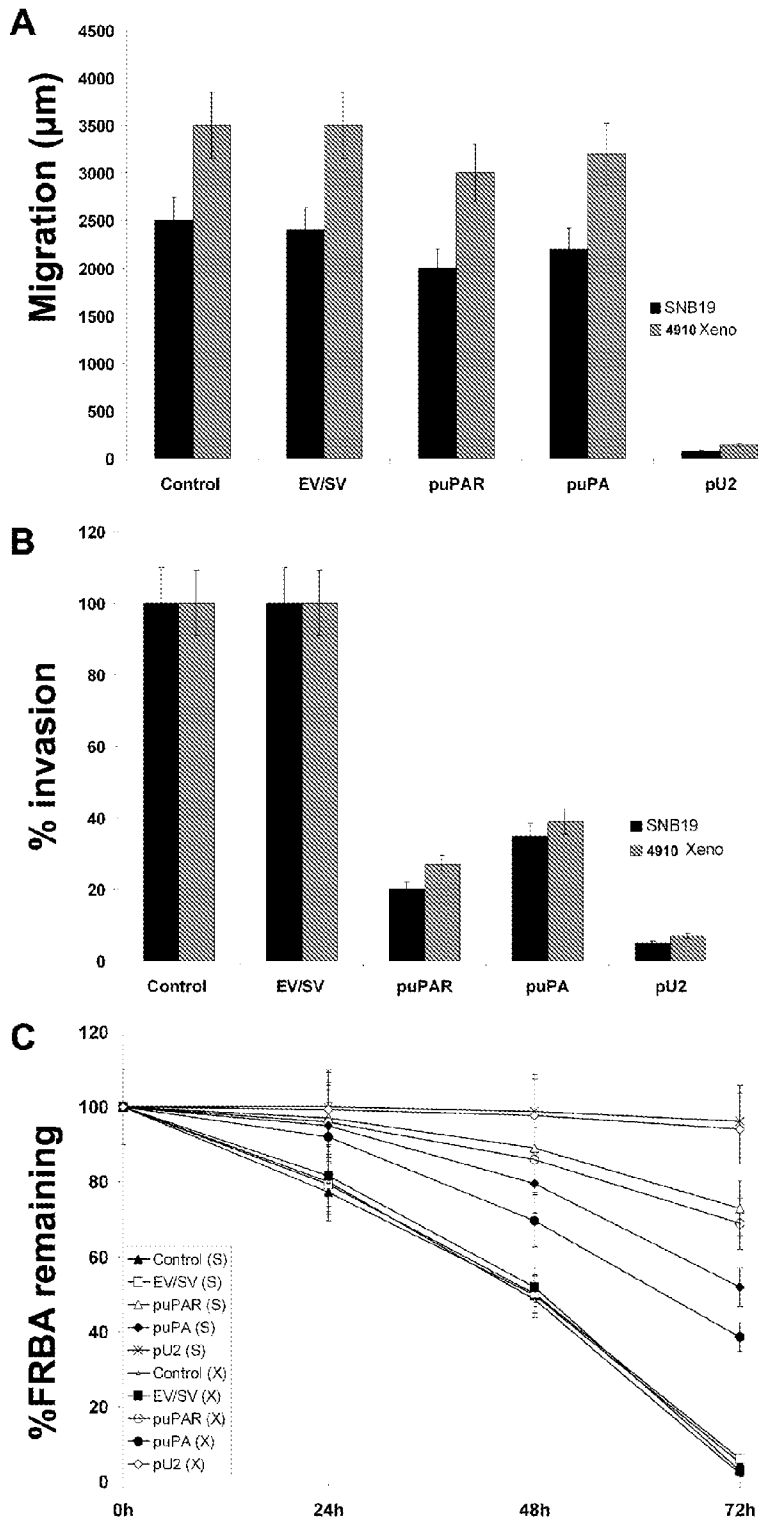 A
Migration (µm)
4500
4000
3500
3000
2500
2000
1500
1000
500
0
Control EV/SV puPAR puPA pU2
SNB19
4910 Xeno
B
% invasion
120
100
80
60
40
20
0
Control EV/SV puPAR puPA pU2
SNB19
4910 Xeno
C
%FRBA remaining
120
100
80
60
40
20
0
0h 24h 48h 72h
Control (S)
EV/SV (S)
puPAR (S)
puPA (S)
pU2 (S)
Control (X)
EV/SV (X)
puPAR (X)
puPA (X)
pU2 (X)